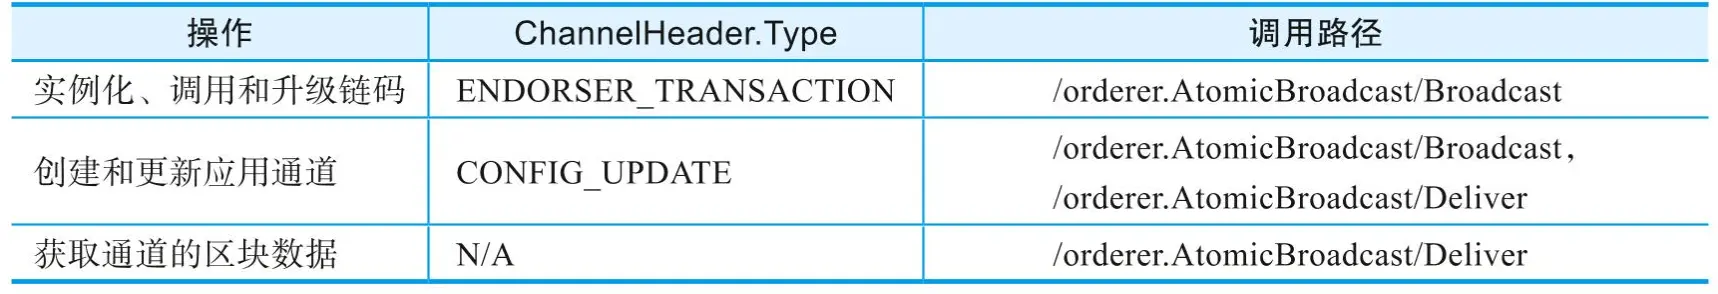 操作 ChannelHeader.Type 调用路径
实例化、调用和升级链码 ENDORSER_TRANSACTION /orderer.AtomicBroadcast/Broadcast
创建和更新应用通道 CONFIG_UPDATE /orderer.AtomicBroadcast/Broadcast，
/orderer.AtomicBroadcast/Deliver
获取通道的区块数据 N/A /orderer.AtomicBroadcast/Deliver